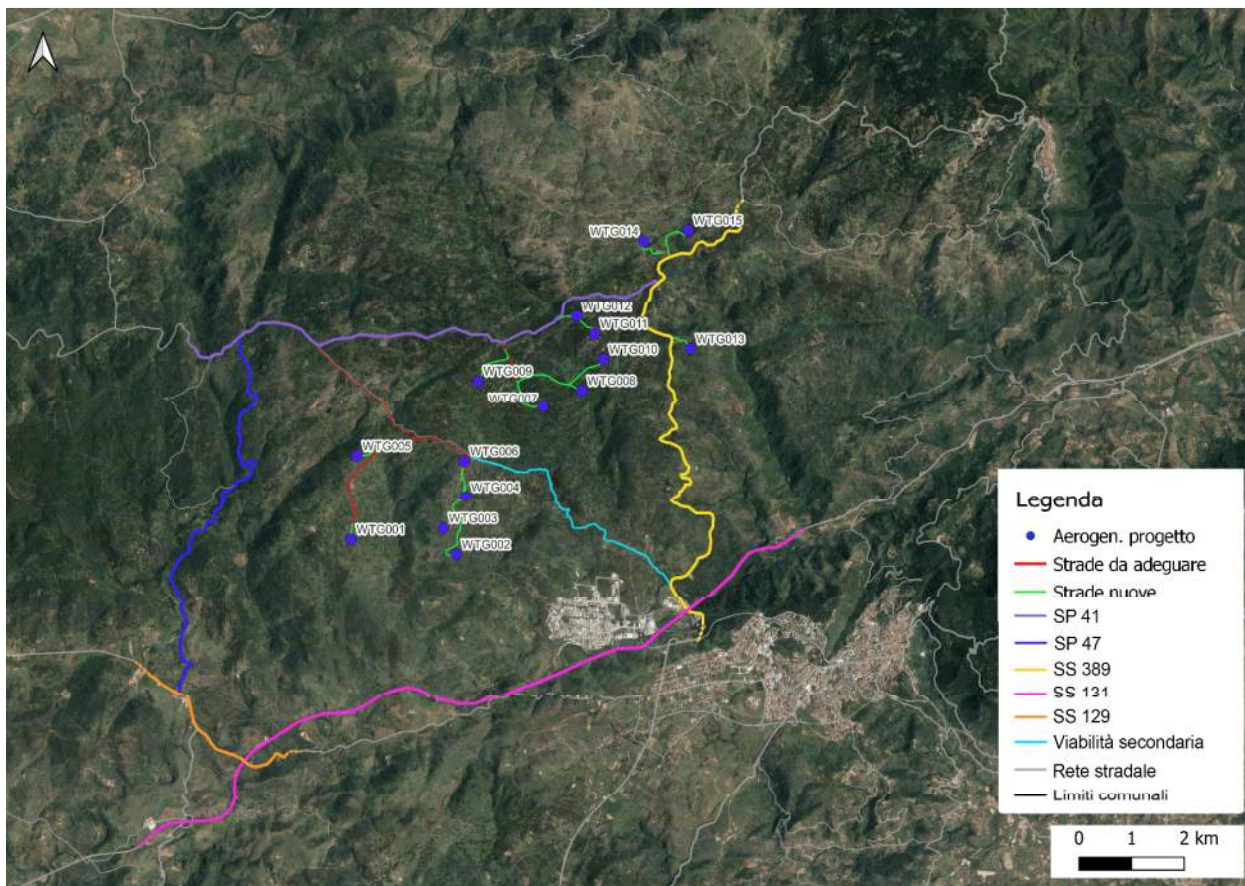 WTG015
WTG014
WTG012
WTG011
WTG013
WTG010
WTG009
WTG008
WTG007
WTG005
WTG006
WTG004
WTG003
WTG001
WTG002
Legenda
Aerogen. progetto
Strade da adeguare
Strade nuove
SP 41
SP 47
SS 389
SS 131
SS 129
Viabilità secondaria
Rete stradale
Limiti comunali
0 1 2 km